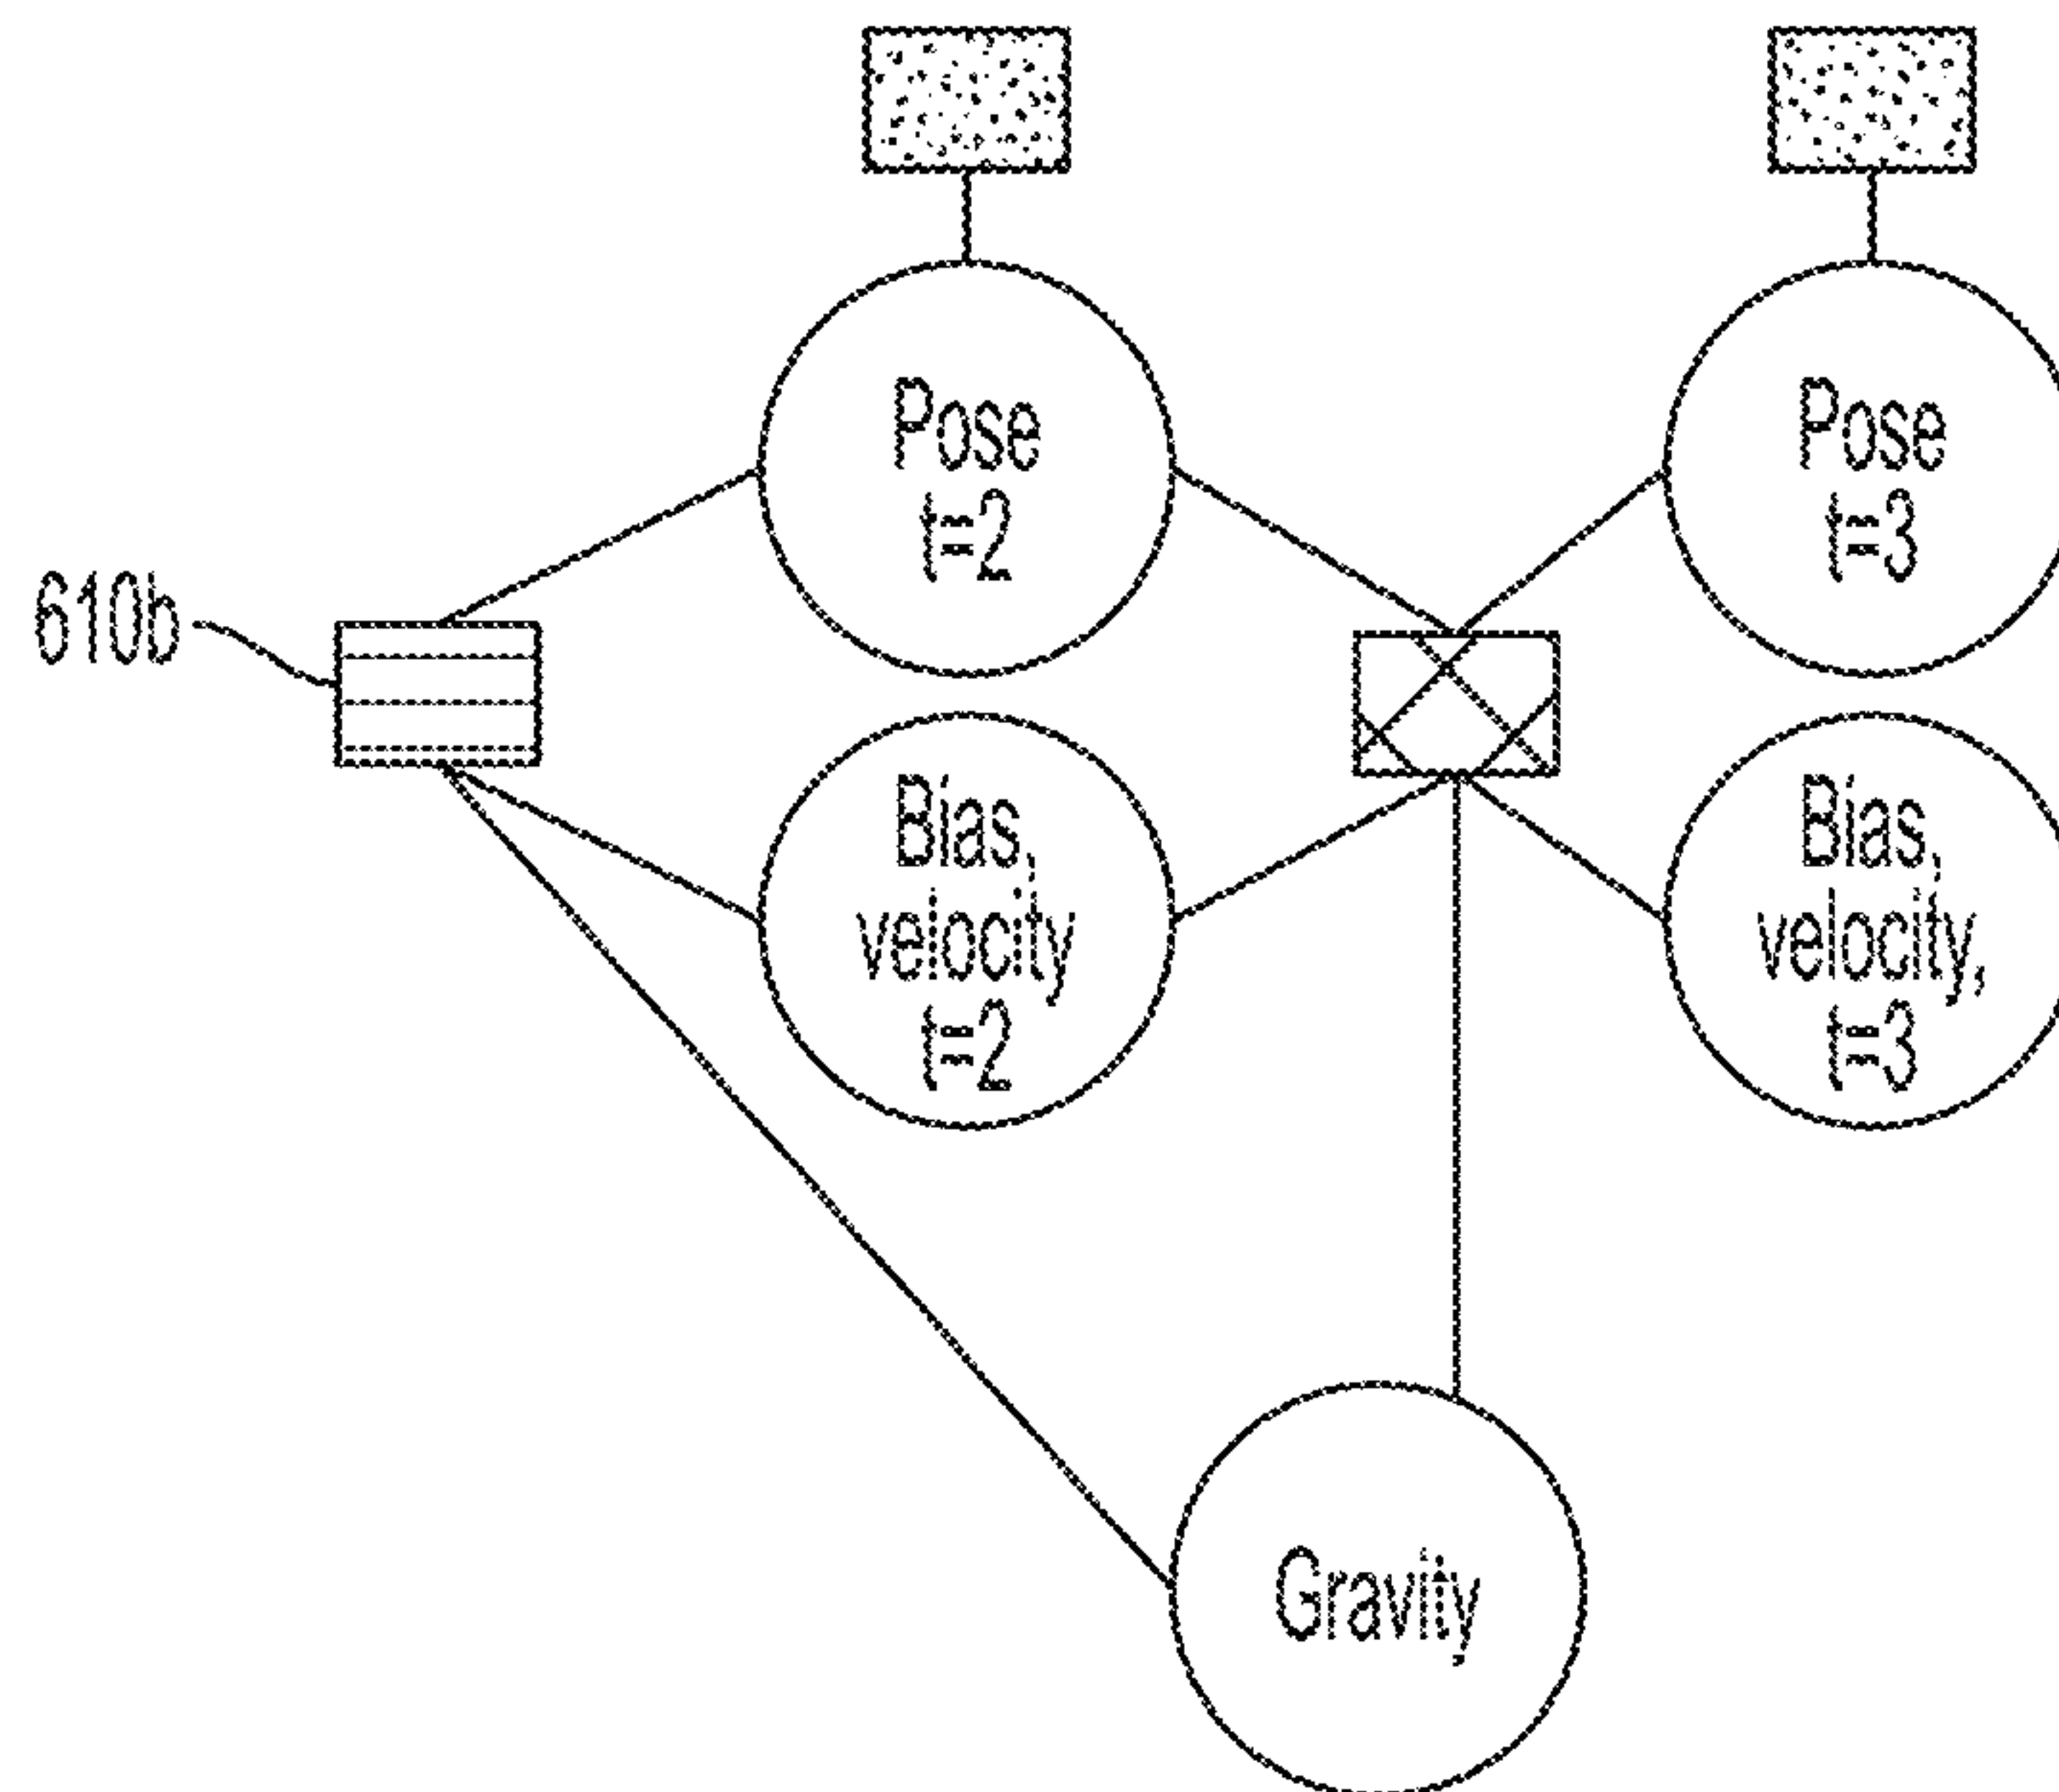 Pose
t=2
Pose
t=3
610b
Bias,
velocity
t=2
Bias,
velocity,
t=3
Gravity